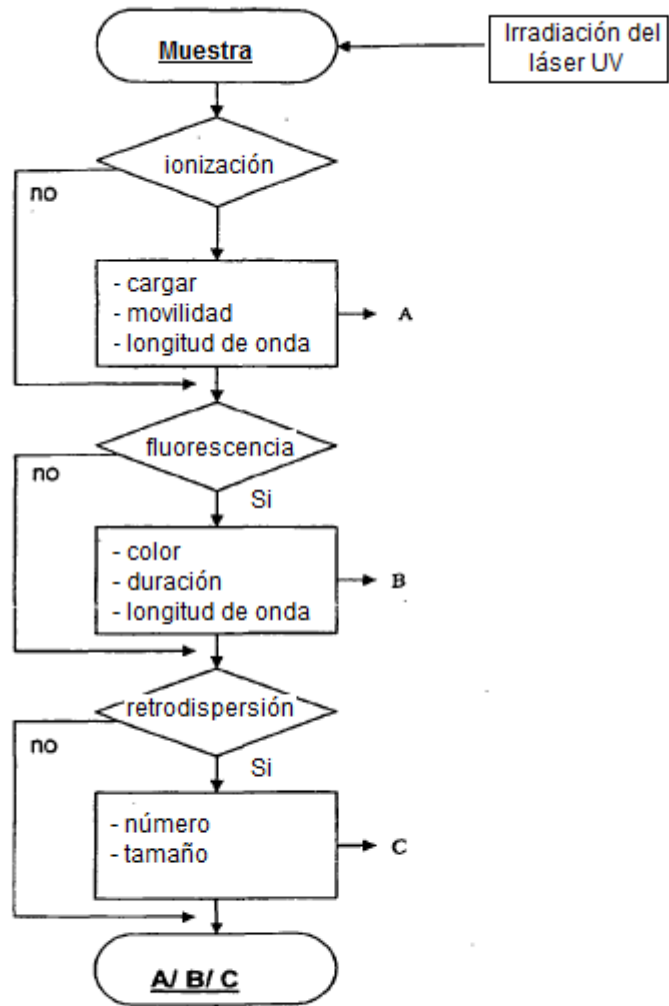 Muestra
Irradiación del
láser UV
ionización
no
- cargar
- movilidad
- longitud de onda
A
fluorescencia
no
Si
- color
- duración
- longitud de onda
B
retrodispersión
no
Si
- número
- tamaño
C
A/ B/ C